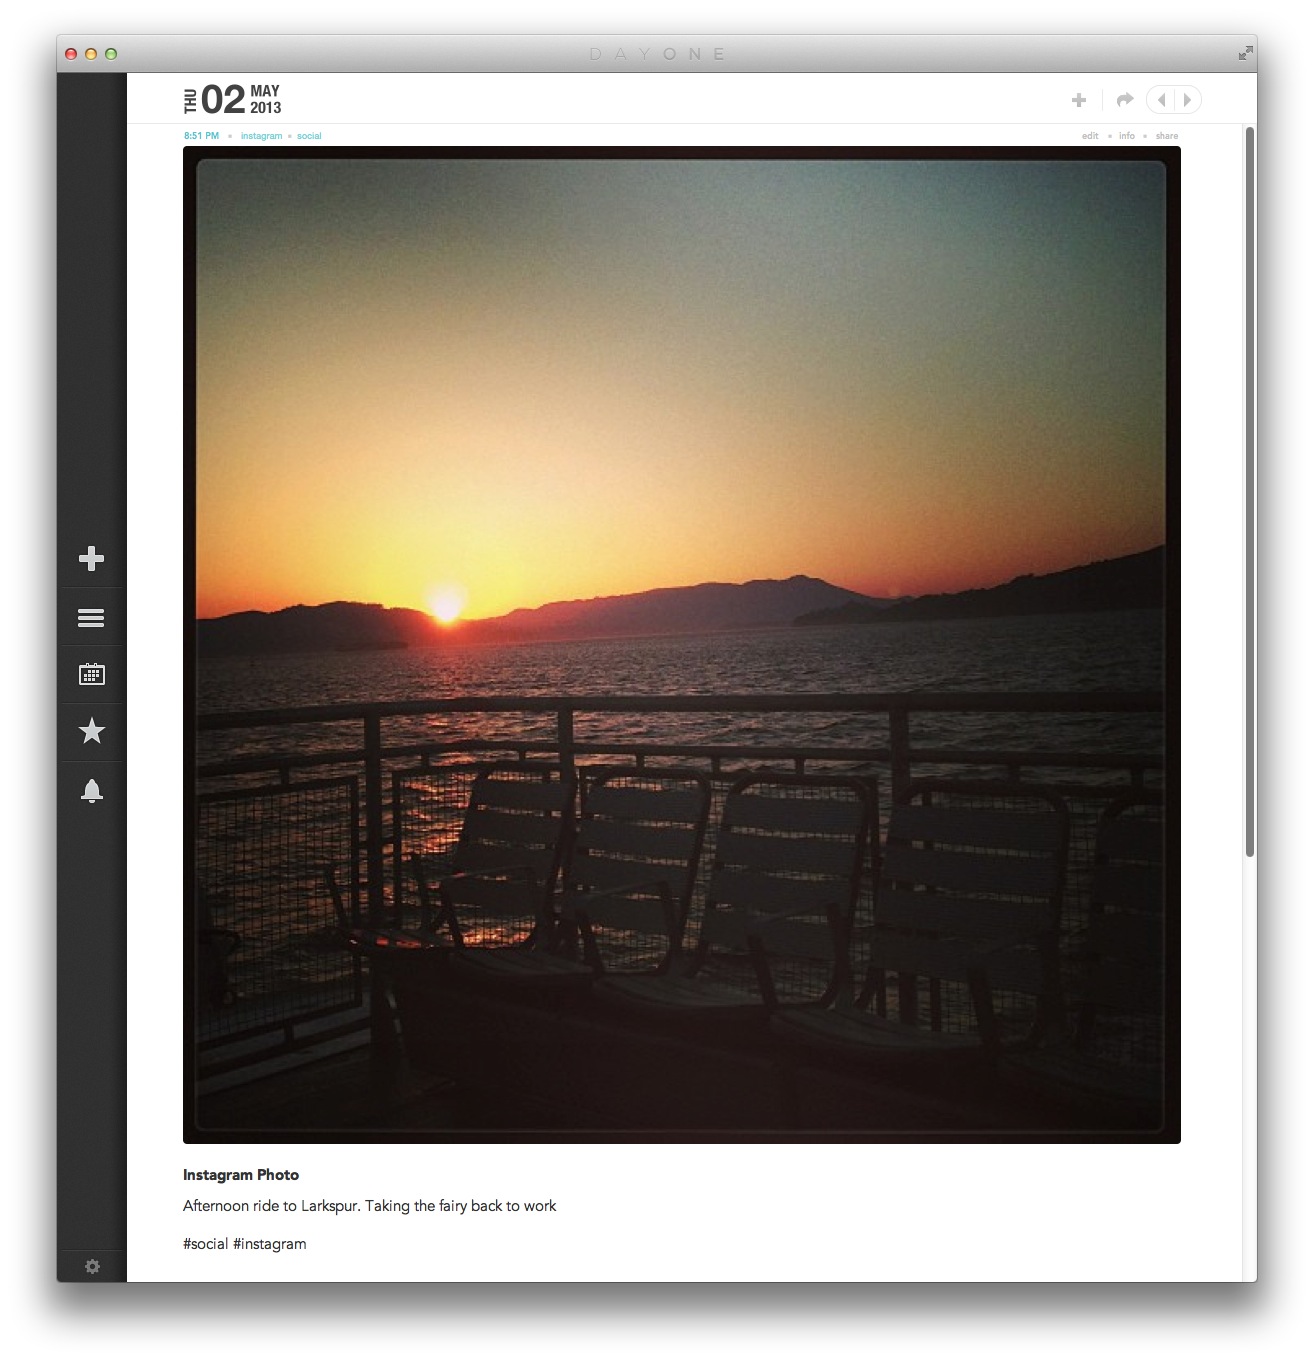 DAYONE
THU 02 MAY 2013
8:51 PM instagram social edit info share
Instagram Photo
Afternoon ride to Larkspur. Taking the fairy back to work
#social #instagram